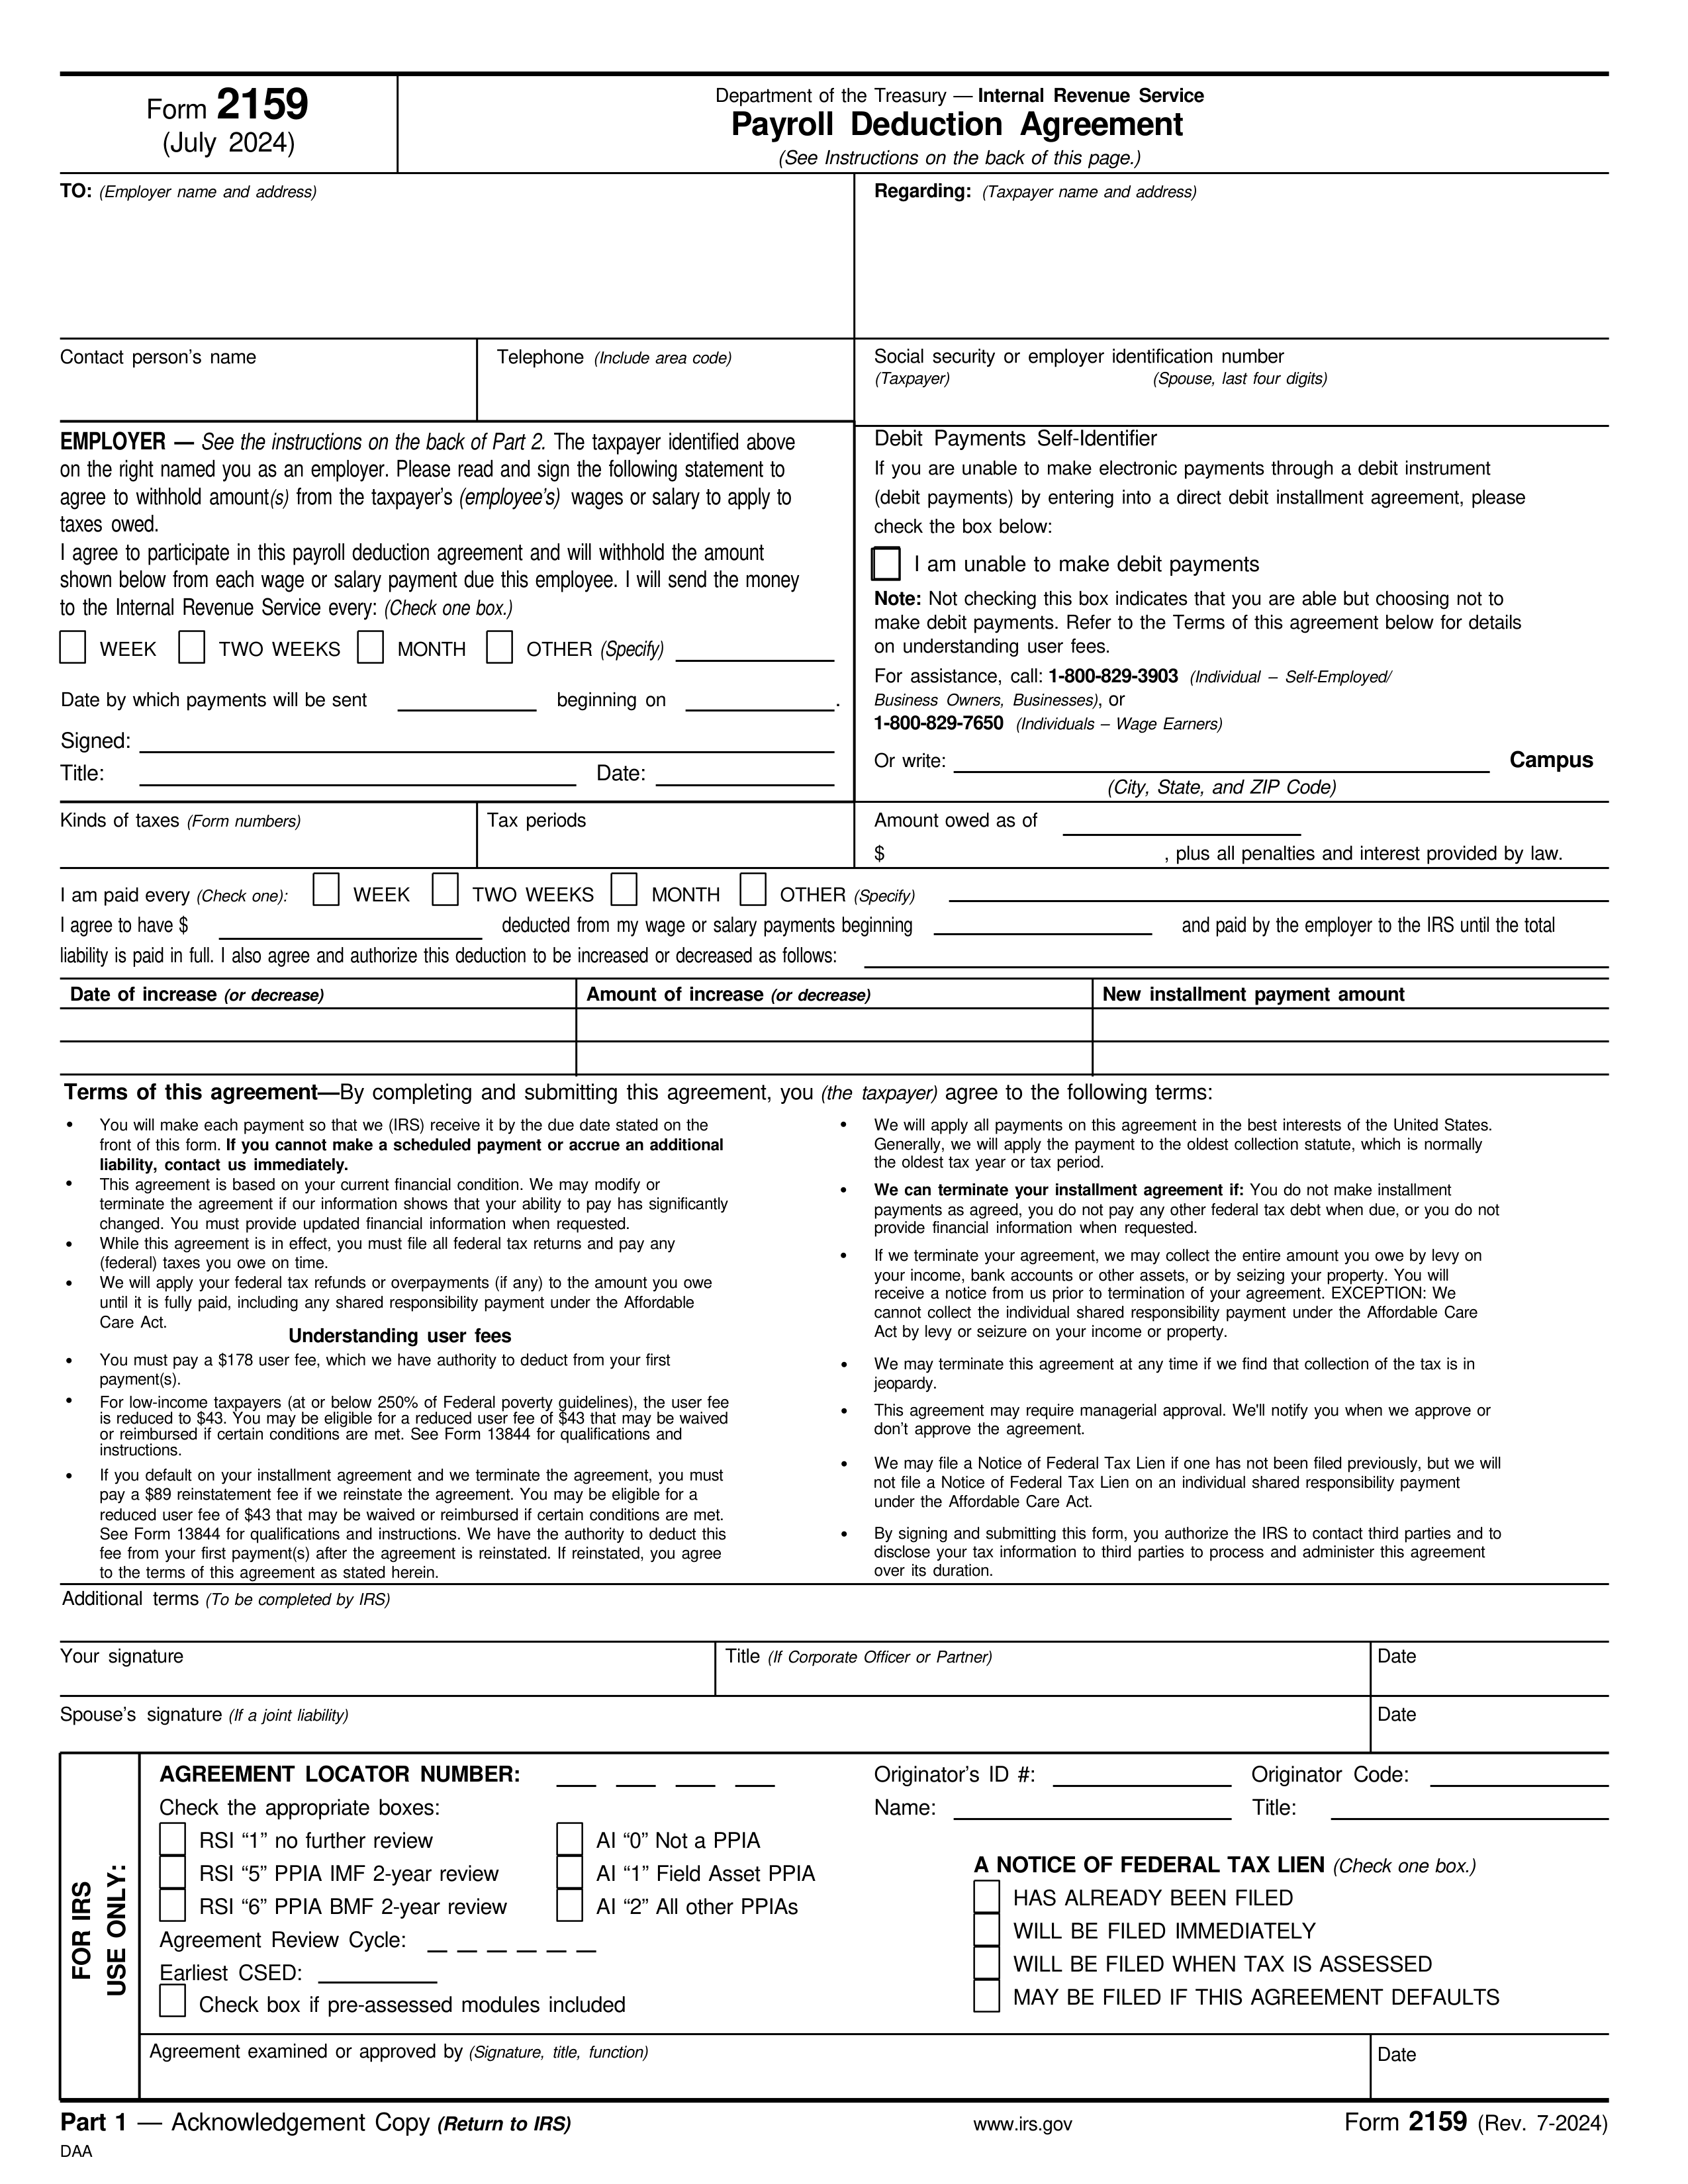 Form 2159
(July 2024)
Department of the Treasury — Internal Revenue Service
Payroll Deduction Agreement
(See Instructions on the back of this page.)
TO: (Employer name and address)
Regarding: (Taxpayer name and address)
Contact person's name
Telephone (Include area code)
Social security or employer identification number
(Taxpayer) (Spouse, last four digits)
EMPLOYER — See the instructions on the back of Part 2. The taxpayer identified above
on the right named you as an employer. Please read and sign the following statement to
agree to withhold amount(s) from the taxpayer's (employee's) wages or salary to apply to
taxes owed.
I agree to participate in this payroll deduction agreement and will withhold the amount
shown below from each wage or salary payment due this employee. I will send the money
to the Internal Revenue Service every: (Check one box.)
WEEK TWO WEEKS MONTH OTHER (Specify)
Date by which payments will be sent beginning on .
Signed:
Title: Date:
Debit Payments Self-Identifier
If you are unable to make electronic payments through a debit instrument
(debit payments) by entering into a direct debit installment agreement, please
check the box below:
I am unable to make debit payments
Note: Not checking this box indicates that you are able but choosing not to
make debit payments. Refer to the Terms of this agreement below for details
on understanding user fees.
For assistance, call: 1-800-829-3903 (Individual – Self-Employed/
Business Owners, Businesses), or
1-800-829-7650 (Individuals – Wage Earners)
Or write: Campus
(City, State, and ZIP Code)
Kinds of taxes (Form numbers)
Tax periods
Amount owed as of
$ , plus all penalties and interest provided by law.
I am paid every (Check one): WEEK TWO WEEKS MONTH OTHER (Specify)
I agree to have $ deducted from my wage or salary payments beginning and paid by the employer to the IRS until the total
liability is paid in full. I also agree and authorize this deduction to be increased or decreased as follows:
Date of increase (or decrease) Amount of increase (or decrease) New installment payment amount
Terms of this agreement—By completing and submitting this agreement, you (the taxpayer) agree to the following terms:
• You will make each payment so that we (IRS) receive it by the due date stated on the
front of this form. If you cannot make a scheduled payment or accrue an additional
liability, contact us immediately.
• This agreement is based on your current financial condition. We may modify or
terminate the agreement if our information shows that your ability to pay has significantly
changed. You must provide updated financial information when requested.
• While this agreement is in effect, you must file all federal tax returns and pay any
(federal) taxes you owe on time.
• We will apply your federal tax refunds or overpayments (if any) to the amount you owe
until it is fully paid, including any shared responsibility payment under the Affordable
Care Act.
Understanding user fees
• You must pay a $178 user fee, which we have authority to deduct from your first
payment(s).
• For low-income taxpayers (at or below 250% of Federal poverty guidelines), the user fee
is reduced to $43. You may be eligible for a reduced user fee of $43 that may be waived
or reimbursed if certain conditions are met. See Form 13844 for qualifications and
instructions.
• If you default on your installment agreement and we terminate the agreement, you must
pay a $89 reinstatement fee if we reinstate the agreement. You may be eligible for a
reduced user fee of $43 that may be waived or reimbursed if certain conditions are met.
See Form 13844 for qualifications and instructions. We have the authority to deduct this
fee from your first payment(s) after the agreement is reinstated. If reinstated, you agree
to the terms of this agreement as stated herein.
• We will apply all payments on this agreement in the best interests of the United States.
Generally, we will apply the payment to the oldest collection statute, which is normally
the oldest tax year or tax period.
• We can terminate your installment agreement if: You do not make installment
payments as agreed, you do not pay any other federal tax debt when due, or you do not
provide financial information when requested.
• If we terminate your agreement, we may collect the entire amount you owe by levy on
your income, bank accounts or other assets, or by seizing your property. You will
receive a notice from us prior to termination of your agreement. EXCEPTION: We
cannot collect the individual shared responsibility payment under the Affordable Care
Act by levy or seizure on your income or property.
• We may terminate this agreement at any time if we find that collection of the tax is in
jeopardy.
• This agreement may require managerial approval. We'll notify you when we approve or
don't approve the agreement.
• We may file a Notice of Federal Tax Lien if one has not been filed previously, but we will
not file a Notice of Federal Tax Lien on an individual shared responsibility payment
under the Affordable Care Act.
• By signing and submitting this form, you authorize the IRS to contact third parties and to
disclose your tax information to third parties to process and administer this agreement
over its duration.
Additional terms (To be completed by IRS)
Your signature Title (If Corporate Officer or Partner) Date
Spouse's signature (If a joint liability) Date
FOR IRS
USE ONLY:
AGREEMENT LOCATOR NUMBER:
Check the appropriate boxes:
RSI “1” no further review AI “0” Not a PPIA
RSI “5” PPIA IMF 2-year review AI “1” Field Asset PPIA
RSI “6” PPIA BMF 2-year review AI “2” All other PPIAs
Agreement Review Cycle:
Earliest CSED:
Check box if pre-assessed modules included
Originator's ID #: Originator Code:
Name: Title:
A NOTICE OF FEDERAL TAX LIEN (Check one box.)
HAS ALREADY BEEN FILED
WILL BE FILED IMMEDIATELY
WILL BE FILED WHEN TAX IS ASSESSED
MAY BE FILED IF THIS AGREEMENT DEFAULTS
Agreement examined or approved by (Signature, title, function) Date
Part 1 — Acknowledgement Copy (Return to IRS) www.irs.gov Form 2159 (Rev. 7-2024)
DAA